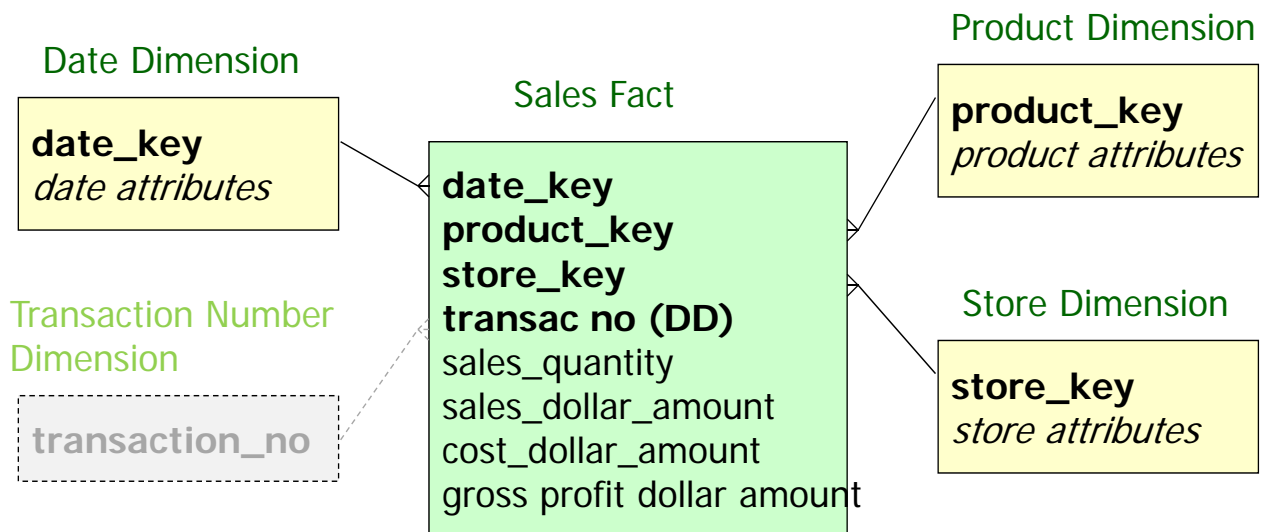 Date Dimension
date_key
date attributes
Transaction Number
Dimension
transaction_no
Sales Fact
date_key
product_key
store_key
transac no (DD)
sales_quantity
sales_dollar_amount
cost_dollar_amount
gross profit dollar amount
Product Dimension
product_key
product attributes
Store Dimension
store_key
store attributes